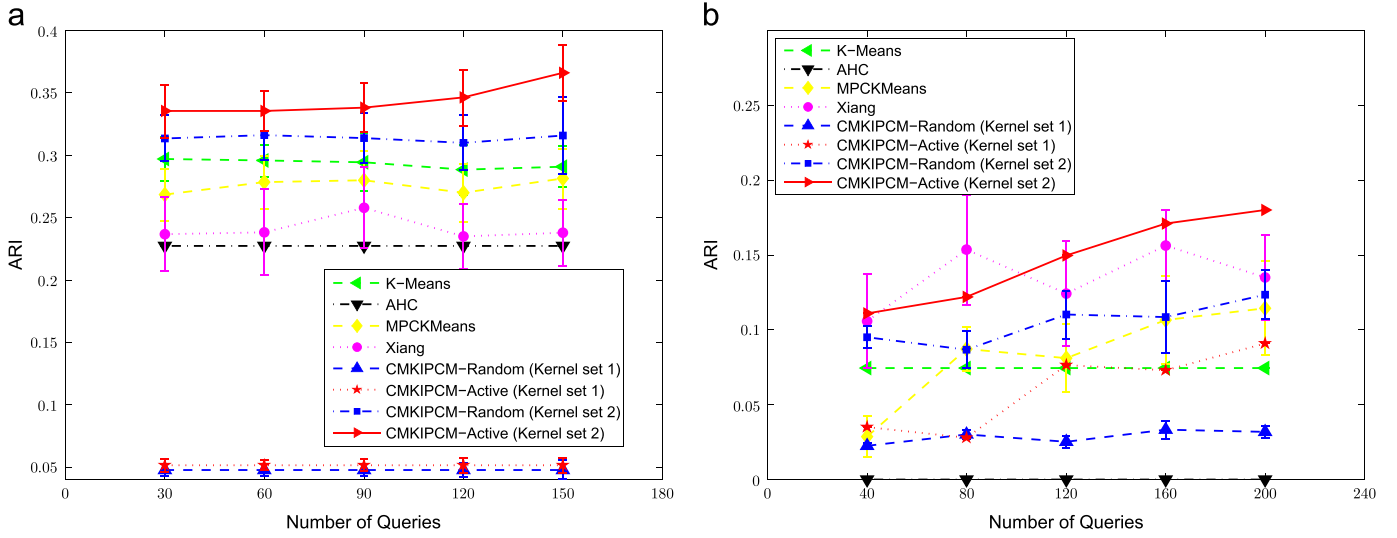 a
ARI
0.4
0.35
0.3
0.25
0.2
0.15
0.1
0.05
K−Means
AHC
MPCKMeans
Xiang
CMKIPCM−Random (Kernel set 1)
CMKIPCM−Active (Kernel set 1)
CMKIPCM−Random (Kernel set 2)
CMKIPCM−Active (Kernel set 2)
0 30 60 90 120 150 180
Number of Queries
b
ARI
0.25
0.2
0.15
0.1
0.05
0
K−Means
AHC
MPCKMeans
Xiang
CMKIPCM−Random (Kernel set 1)
CMKIPCM−Active (Kernel set 1)
CMKIPCM−Random (Kernel set 2)
CMKIPCM−Active (Kernel set 2)
0 40 80 120 160 200 240
Number of Queries